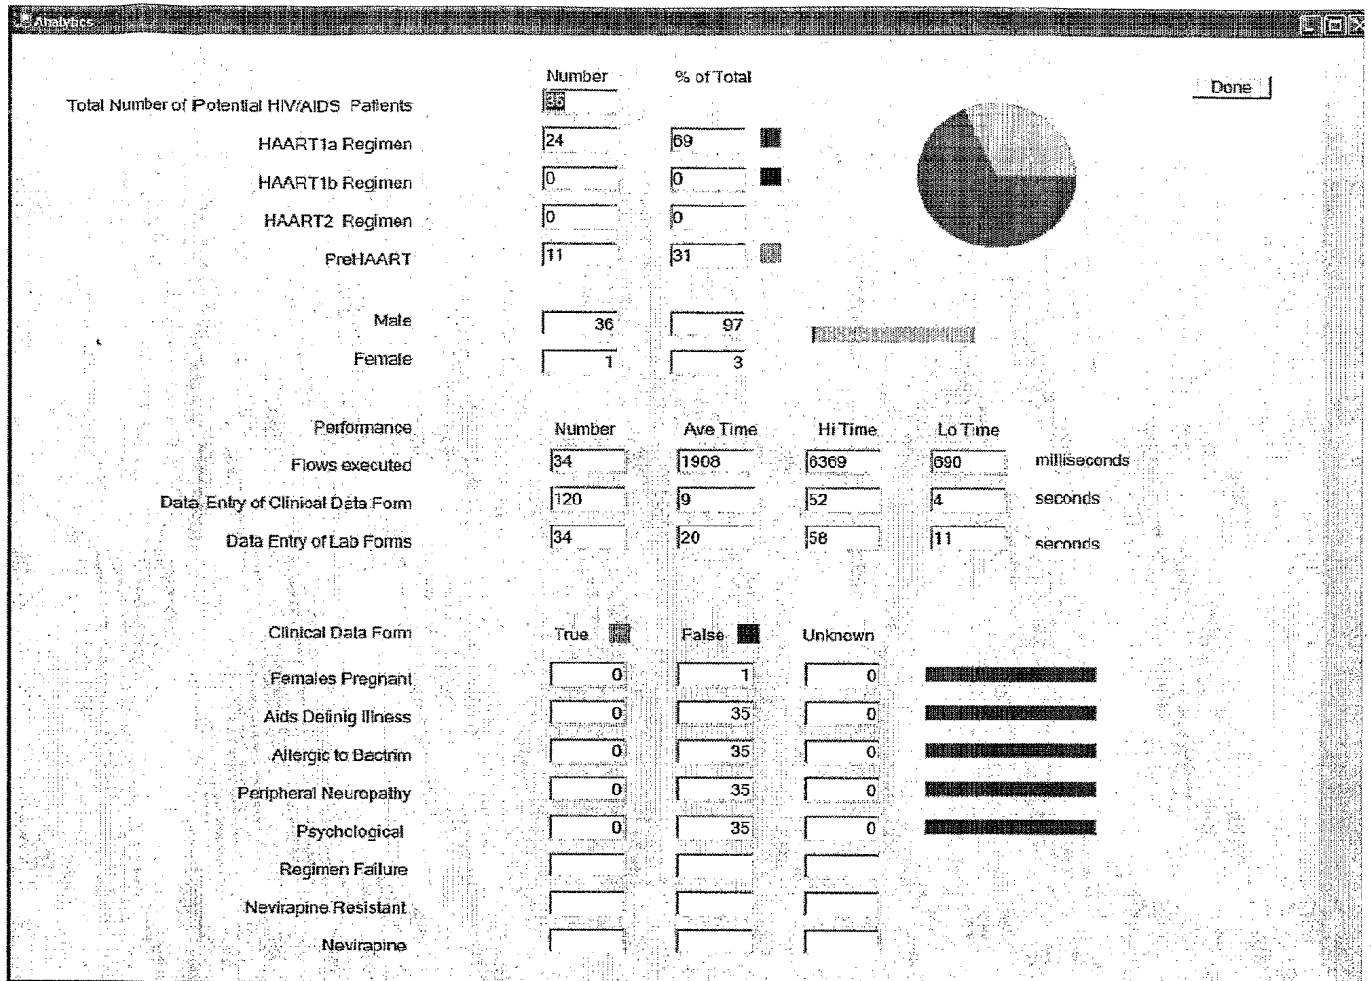 Analytics
Number % of Total
Done
Total Number of Potential HIV/AIDS Patients 35
HAART1a Regimen 24 69
HAART1b Regimen 0 0
HAART2 Regimen 0 0
PreHAART 11 31
Male 36 97
Female 1 3
Performance Number Ave Time Hi Time Lo Time
Flows executed 34 1908 6369 690 milliseconds
Data Entry of Clinical Data Form 120 9 52 4 seconds
Data Entry of Lab Forms 34 20 58 11 seconds
Clinical Data Form True False Unknown
Females Pregnant 0 1 0
Aids Definig Illness 0 35 0
Allergic to Bactrim 0 35 0
Peripheral Neuropathy 0 35 0
Psychological 0 35 0
Regimen Failure
Nevirapine Resistant
Nevirapine